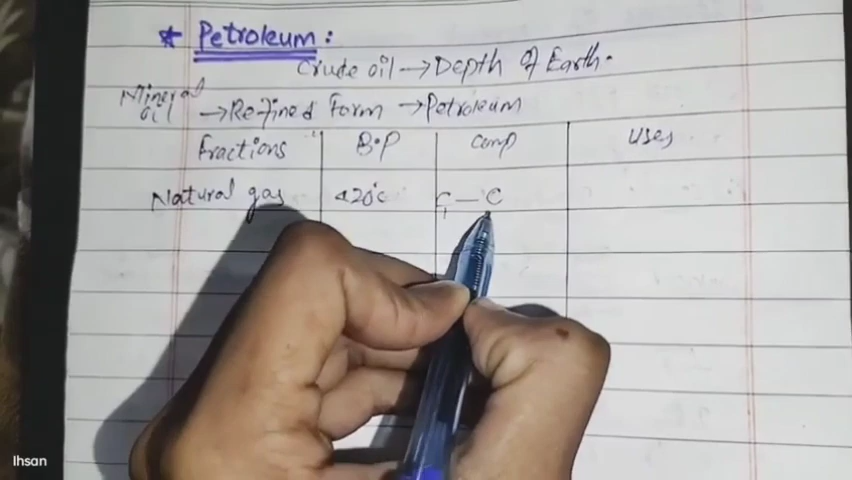 * Petroleum:
Crude oil → Depth of Earth.
Mineral oil → Refined Form → Petroleum
Fractions B.P Comp Uses
Natural gas <20°C C1 — C
Ihsan